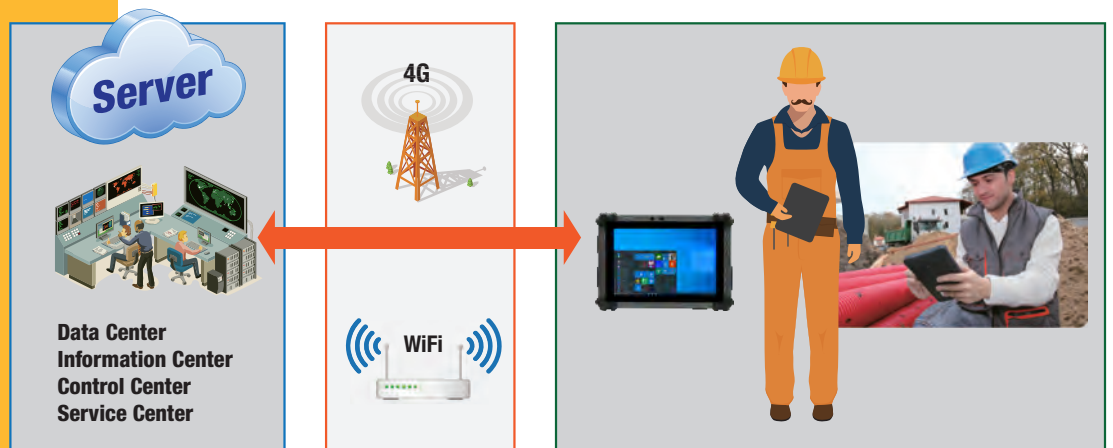 Server
Data Center
Information Center
Control Center
Service Center
4G
WiFi